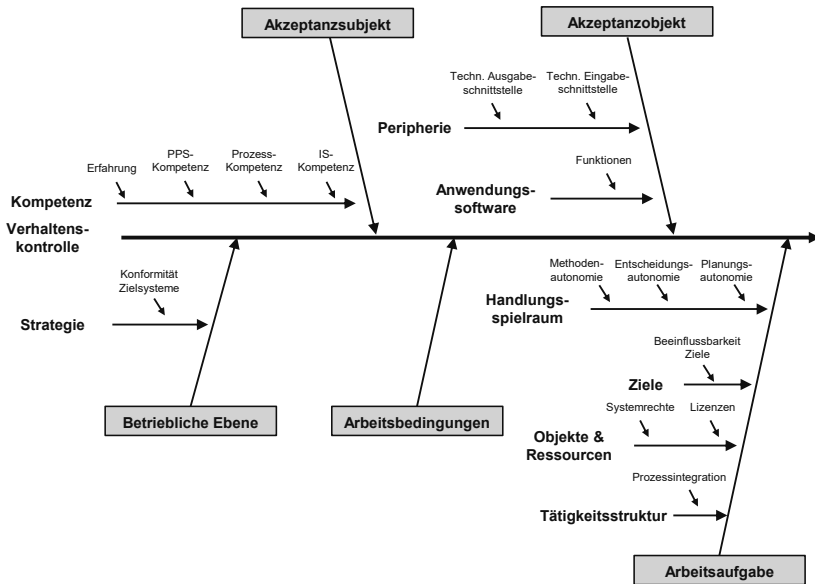 Akzeptanzsubjekt
Akzeptanzobjekt
Techn. Ausgabe-
schnittstelle
Techn. Eingabe-
schnittstelle
Peripherie
Funktionen
Anwendungs-
software
Erfahrung
PPS-
Kompetenz
Prozess-
Kompetenz
IS-
Kompetenz
Kompetenz
Verhaltens-
kontrolle
Konformität
Zielsysteme
Strategie
Methoden-
autonomie
Entscheidungs-
autonomie
Planungs-
autonomie
Handlungs-
spielraum
Beeinflussbarkeit
Ziele
Ziele
Systemrechte
Lizenzen
Objekte &
Ressourcen
Prozessintegration
Tätigkeitsstruktur
Betriebliche Ebene
Arbeitsbedingungen
Arbeitsaufgabe